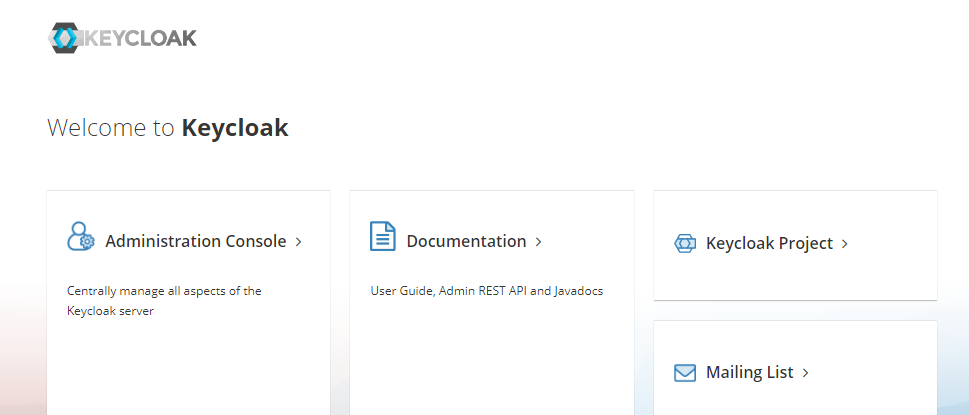 KEYCLOAK
Welcome to Keycloak
Administration Console
Centrally manage all aspects of the
Keycloak server
Documentation
User Guide, Admin REST API and Javadocs
Keycloak Project
Mailing List